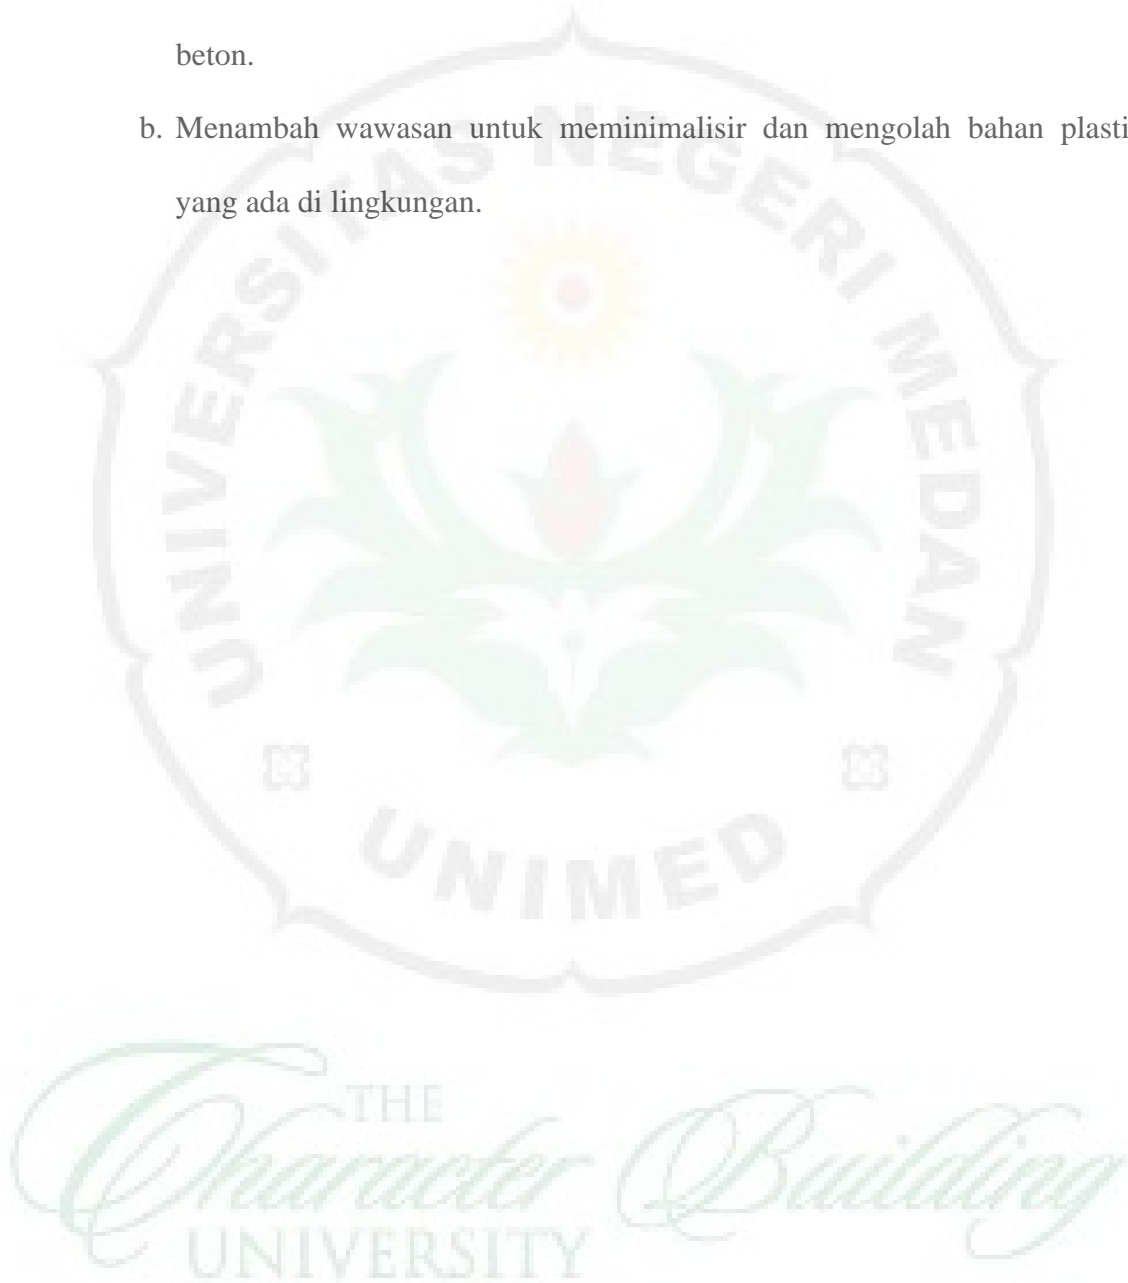 beton.
b. Menambah wawasan untuk meminimalisir dan mengolah bahan plasti
yang ada di lingkungan.
UNIVERSITAS NEGERI MEDAN
UNIMED
THE
Character Building
UNIVERSITY